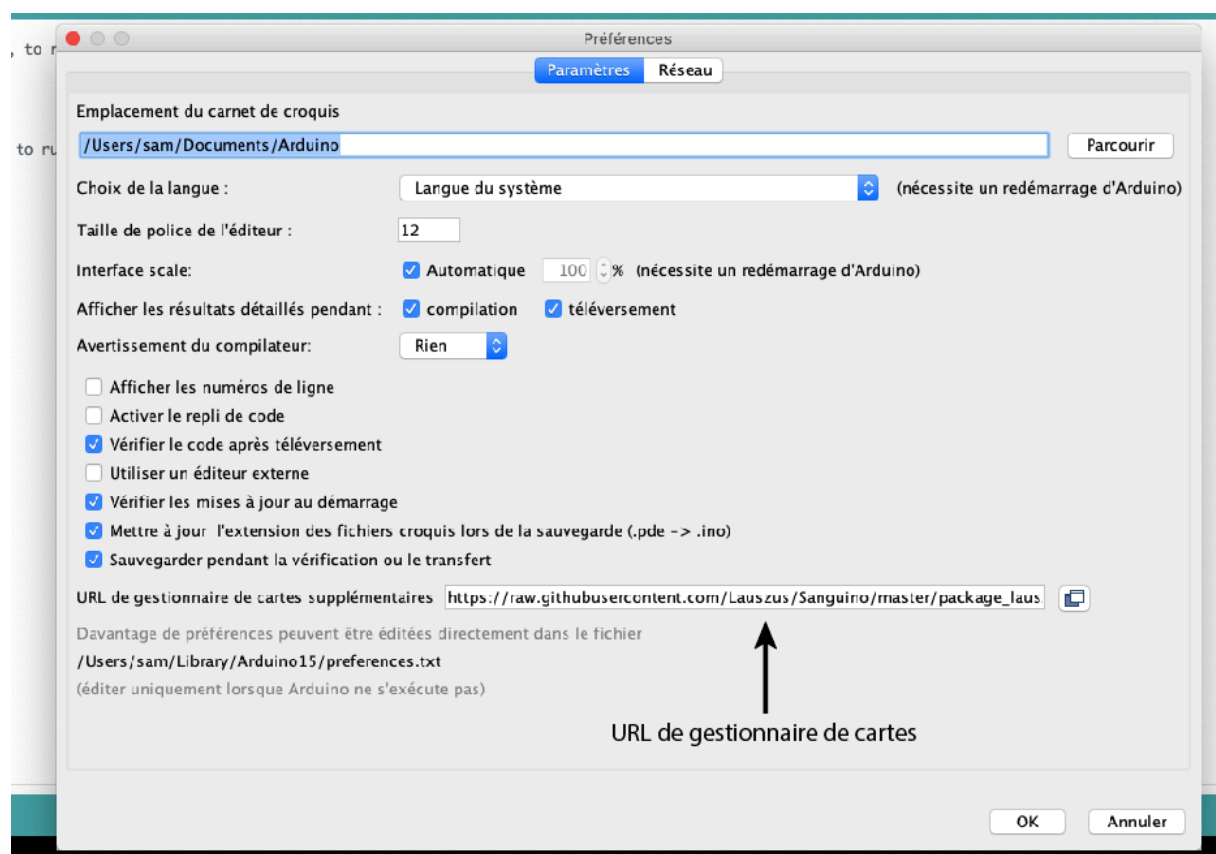 Préférences
, to r
Paramètres Réseau
Emplacement du carnet de croquis
to ru
/Users/sam/Documents/Arduino Parcourir
Choix de la langue : Langue du système (nécessite un redémarrage d'Arduino)
Taille de police de l'éditeur : 12
Interface scale: Automatique 100 % (nécessite un redémarrage d'Arduino)
Afficher les résultats détaillés pendant : compilation téléversement
Avertissement du compilateur: Rien
Afficher les numéros de ligne
Activer le repli de code
Vérifier le code après téléversement
Utiliser un éditeur externe
Vérifier les mises à jour au démarrage
Mettre à jour l'extension des fichiers croquis lors de la sauvegarde (.pde -> .ino)
Sauvegarder pendant la vérification ou le transfert
URL de gestionnaire de cartes supplémentaires https://raw.githubusercontent.com/Lauszus/Sanguino/master/package_laus
Davantage de préférences peuvent être éditées directement dans le fichier
/Users/sam/Library/Arduino15/preferences.txt
(éditer uniquement lorsque Arduino ne s'exécute pas)
URL de gestionnaire de cartes
OK Annuler